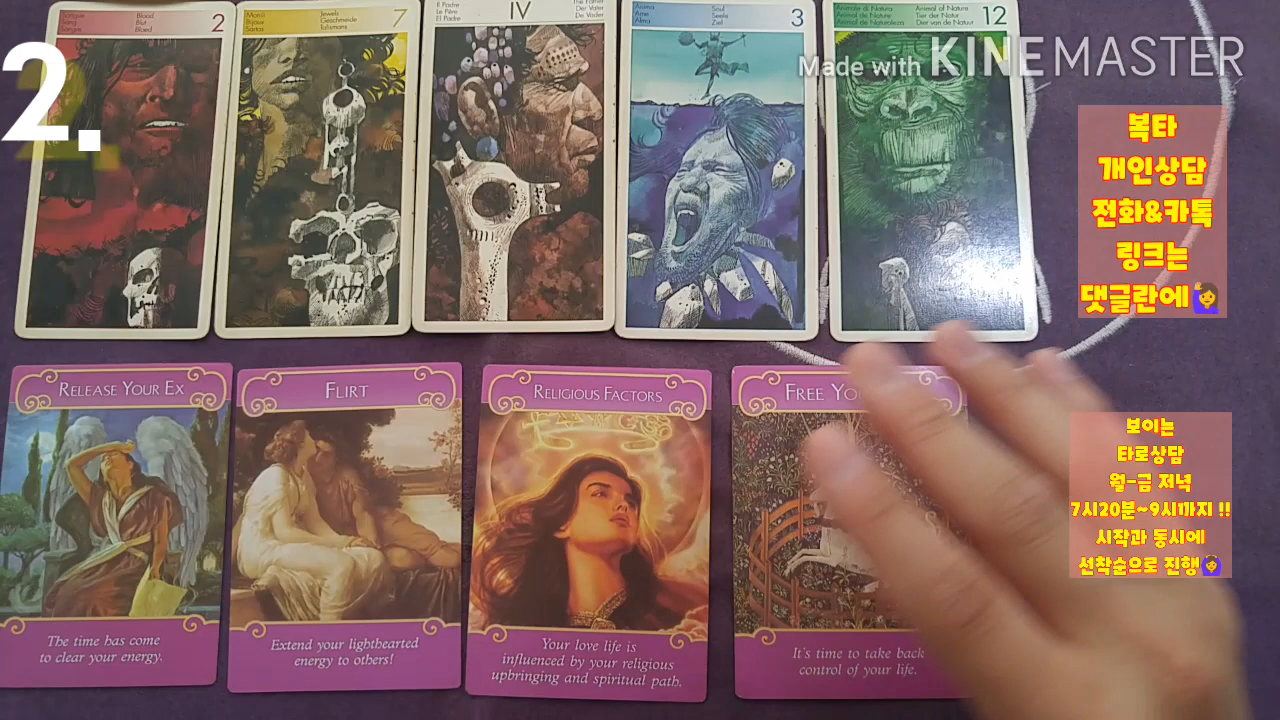 2.
Sangue
Sang
Sangre
Blood
Blut
Bloed
2
Monili
Bijoux
Sartas
Jewels
Geschmeide
Talismans
7
Il Padre
Le Père
El Padre
IV
The Father
Der Vater
De Vader
Anima
Ame
Alma
Soul
Seele
Ziel
3
Animale di Natura
Animal de Nature
Animal de Naturaleza
Animal of Nature
Tier der Natur
Dier van de Natuur
12
Made with KINEMASTER
복타
개인상담
전화&카톡
링크는
댓글란에🙋‍♀️
RELEASE YOUR EX
The time has come
to clear your energy.
FLIRT
Extend your lighthearted
energy to others!
RELIGIOUS FACTORS
Your love life is
influenced by your religious
upbringing and spiritual path.
FREE
It's time to take back
control of your life.
보이는
타로상담
월-금 저녁
7시20분~9시까지 !!
시작과 동시에
선착순으로 진행🙆‍♀️